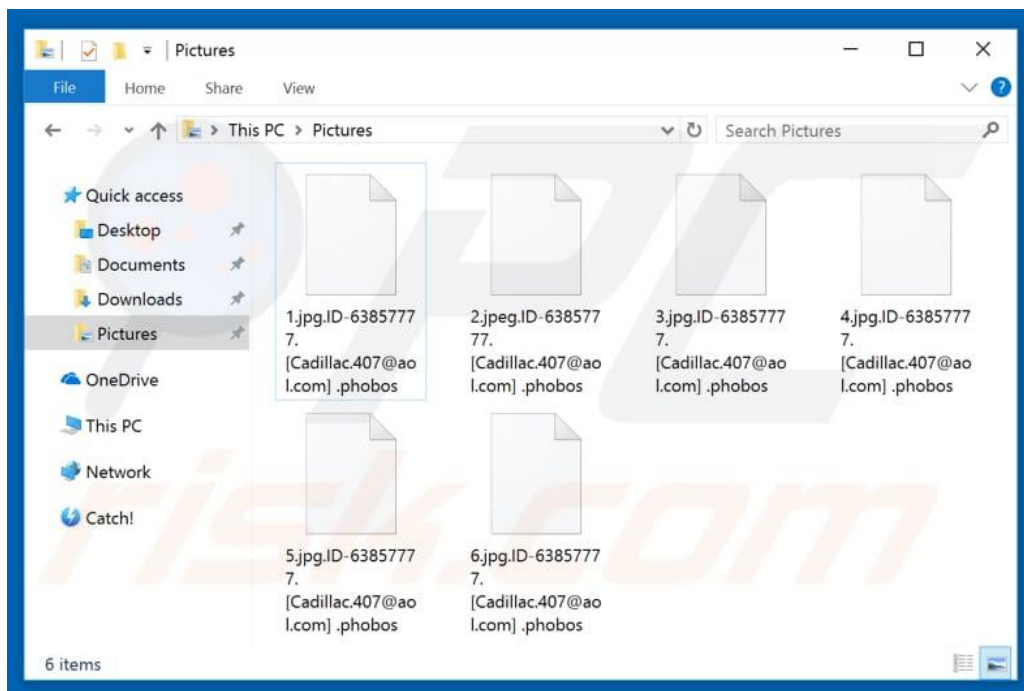 Pictures
File Home Share View
This PC > Pictures
Search Pictures
Quick access
Desktop
Documents
Downloads
Pictures
OneDrive
This PC
Network
Catch!
1.jpg.ID-6385777
7.
[Cadillac.407@ao
l.com] .phobos
2.jpeg.ID-638577
77.
[Cadillac.407@ao
l.com] .phobos
3.jpg.ID-6385777
7.
[Cadillac.407@ao
l.com] .phobos
4.jpg.ID-6385777
7.
[Cadillac.407@ao
l.com] .phobos
5.jpg.ID-6385777
7.
[Cadillac.407@ao
l.com] .phobos
6.jpg.ID-6385777
7.
[Cadillac.407@ao
l.com] .phobos
6 items
PC
risk.com